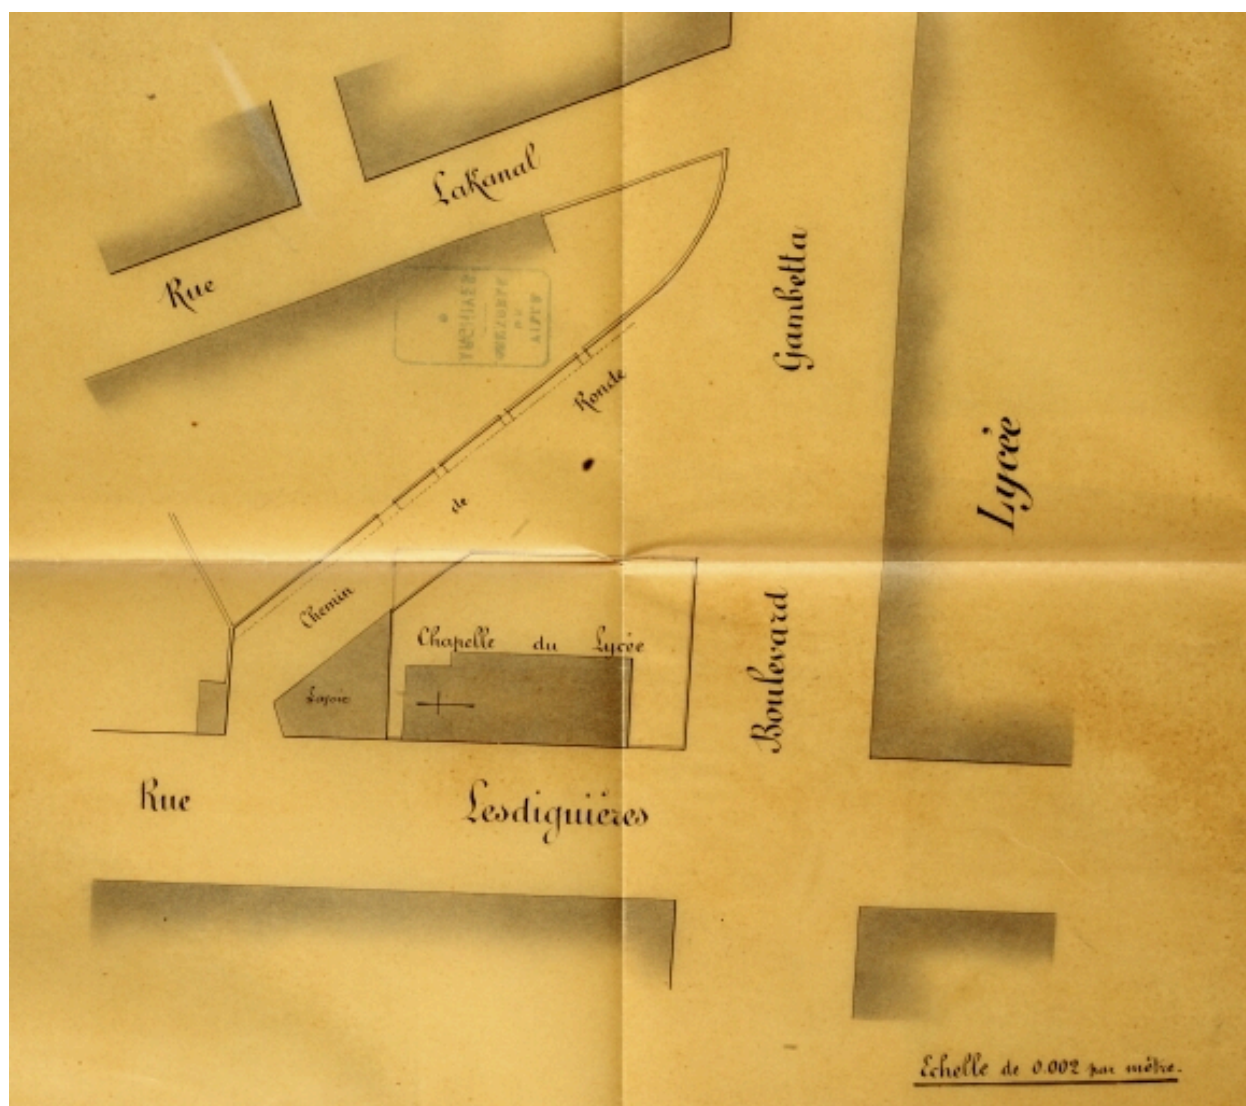 Rue Lakanal
Boulevard Gambetta
Lycée
Chemin de Ronde
Chapelle du Lycée
Lajoie
Rue Lesdiguières
Echelle de 0.002 par mètre.